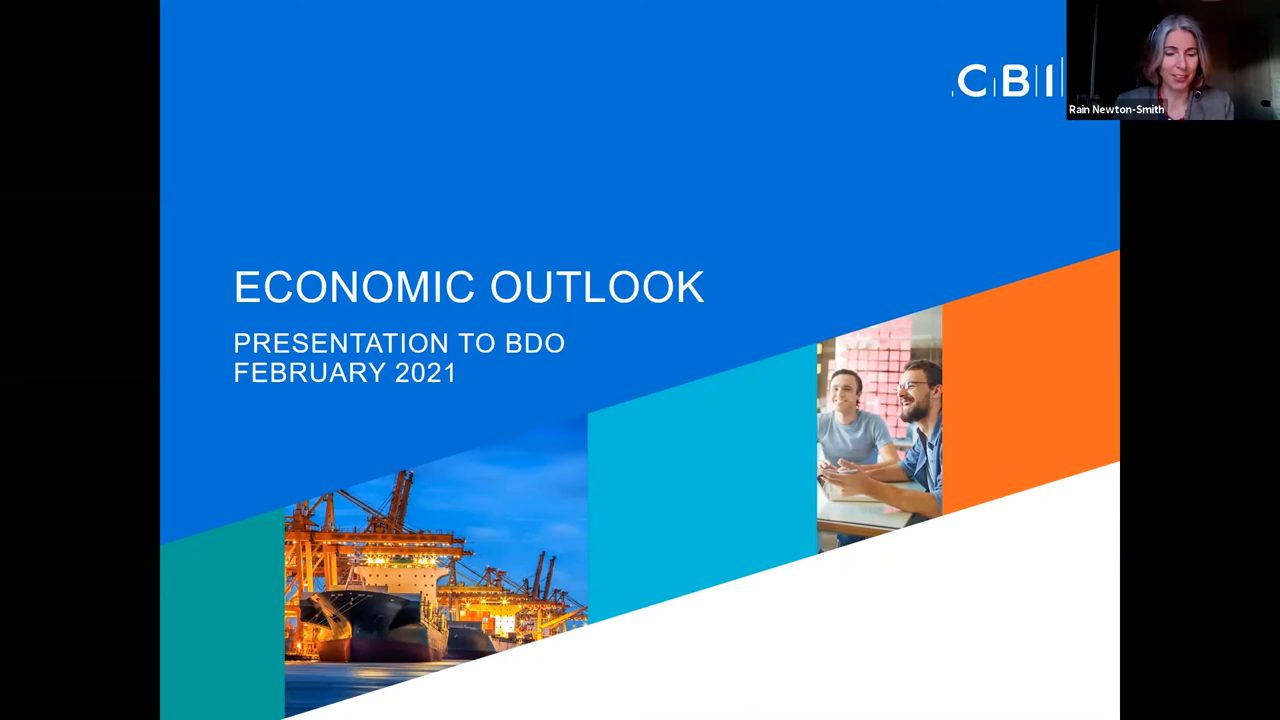 CBI
Rain Newton-Smith
ECONOMIC OUTLOOK
PRESENTATION TO BDO
FEBRUARY 2021